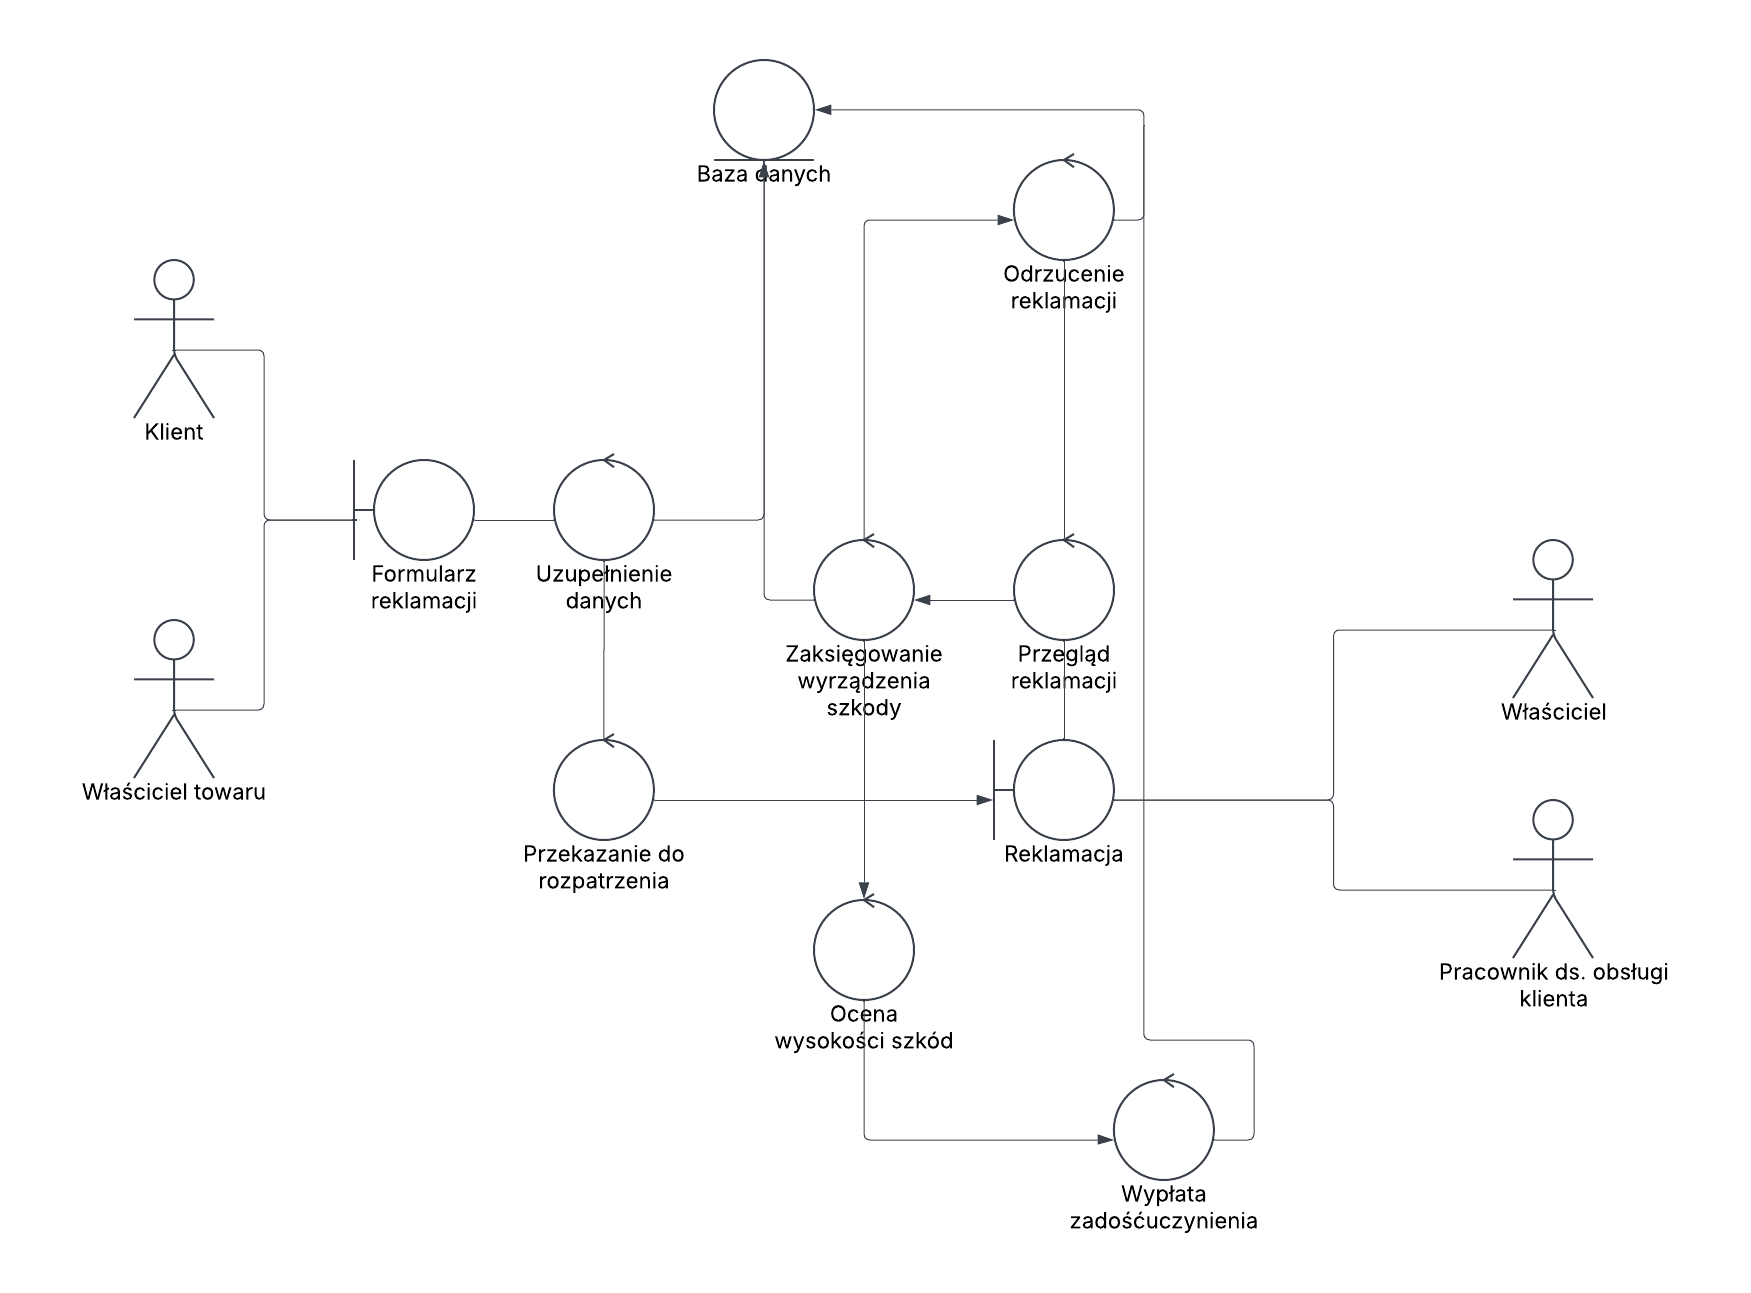 Baza danych
Odrzucenie
reklamacji
Klient
Formularz
reklamacji
Uzupełnienie
danych
Zaksięgowanie
wyrządzenia
szkody
Przegląd
reklamacji
Właściciel
Właściciel towaru
Przekazanie do
rozpatrzenia
Reklamacja
Pracownik ds. obsługi
klienta
Ocena
wysokości szkód
Wypłata
zadośćuczynienia